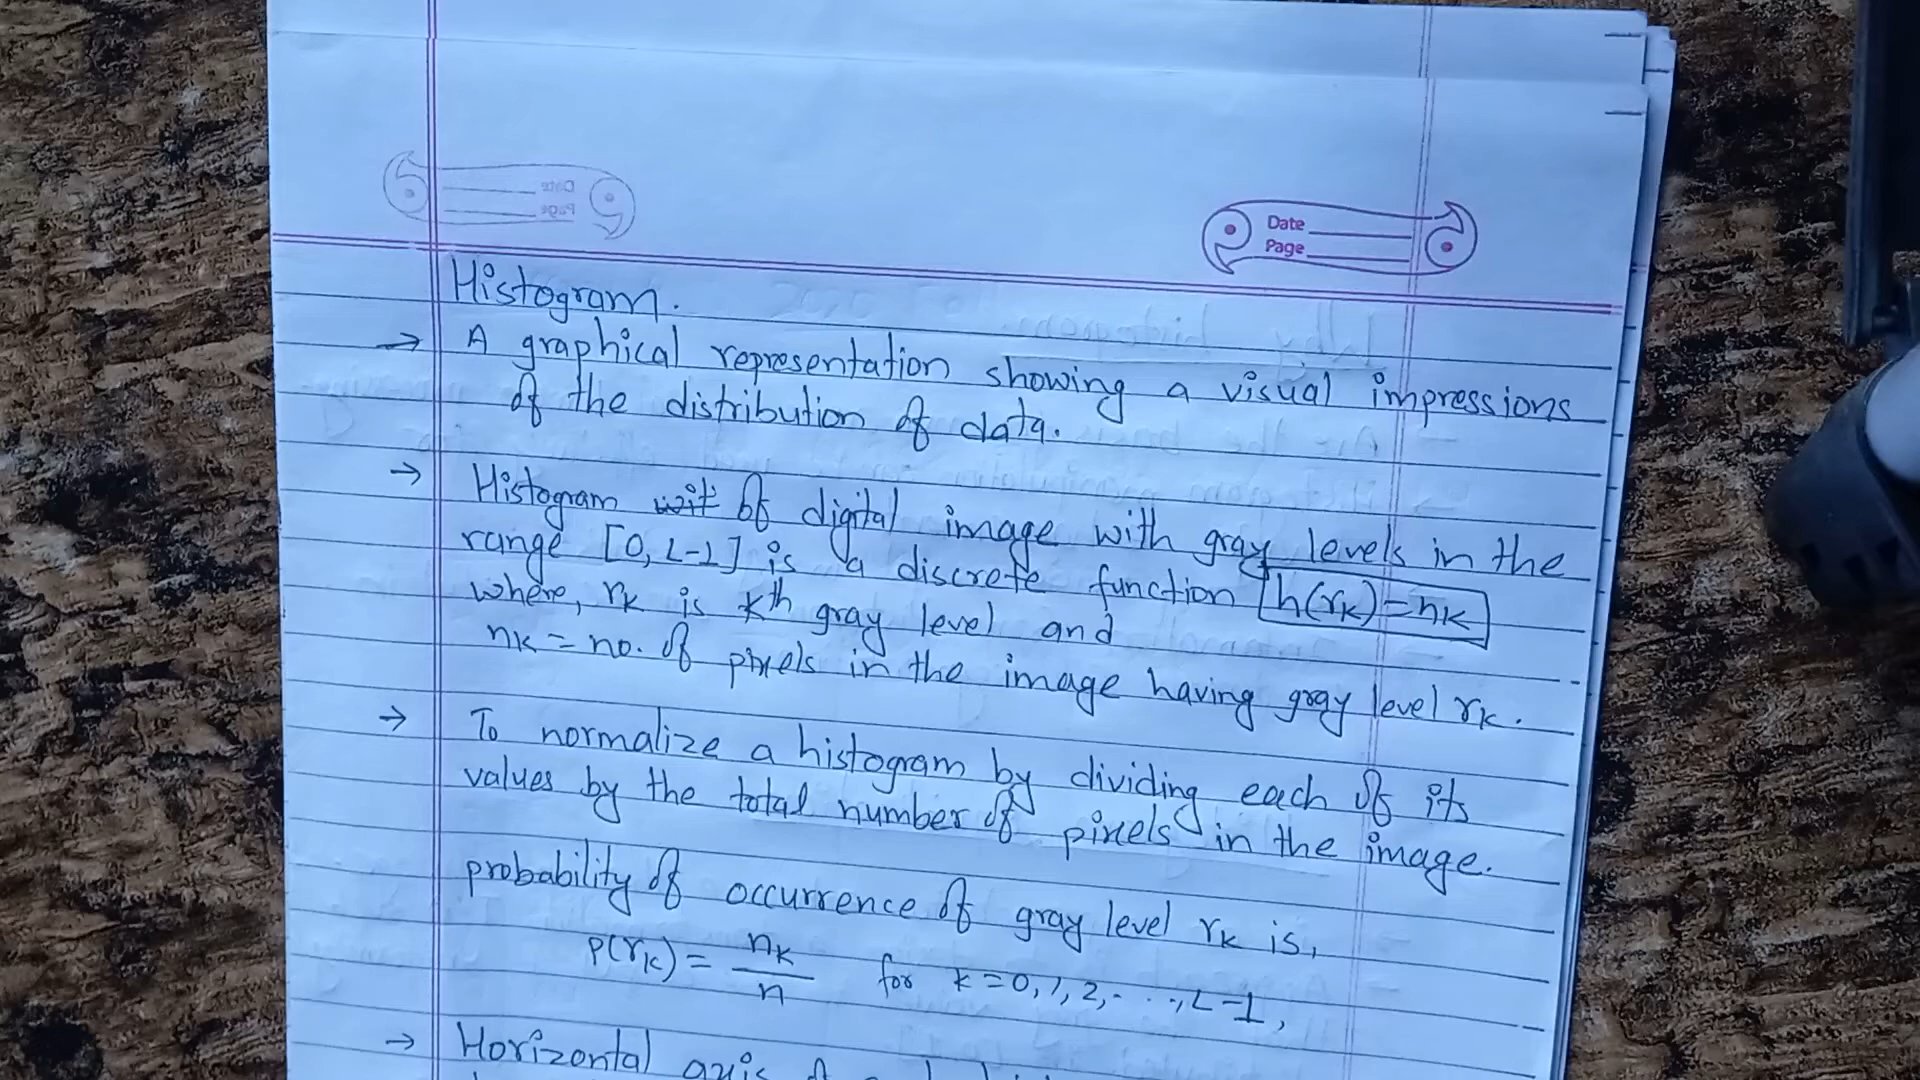 Date
Page
Histogram.
→ A graphical representation showing a visual impressions
of the distribution of data.
→ Histogram of digital image with gray levels in the
range [0, L-1] is a discrete function h(rk)=nk
where, rk is kth gray level and
nk = no. of pixels in the image having gray level rk.
→ To normalize a histogram by dividing each of its
values by the total number of pixels in the image.
probability of occurrence of gray level rk is,
p(rk) = nk/n for k=0,1,2,...,L-1,
→ Horizontal axis of